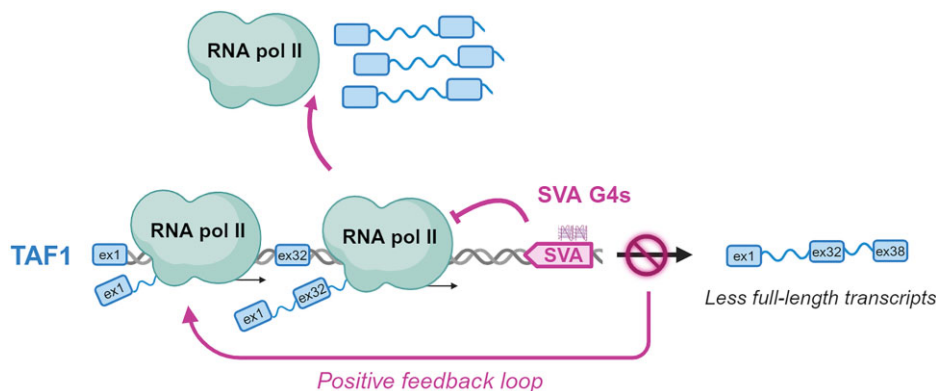 RNA pol II
SVA G4s
TAF1
ex1
RNA pol II
ex32
RNA pol II
SVA
ex1
ex32
ex38
ex1
ex1
ex32
Less full-length transcripts
Positive feedback loop